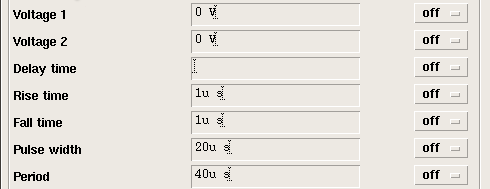 Voltage 1 0 V off
Voltage 2 0 V off
Delay time off
Rise time 1u s off
Fall time 1u s off
Pulse width 20u s off
Period 40u s off